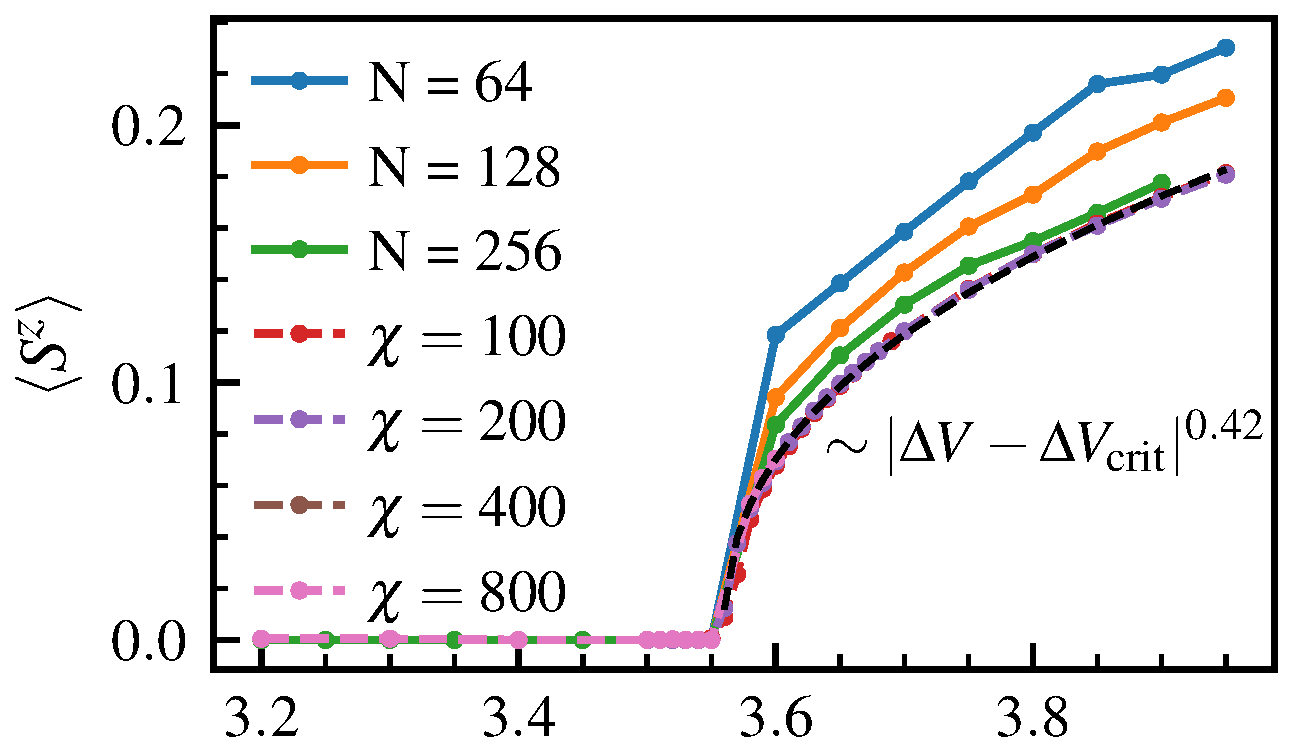 ⟨S^z⟩
0.2
0.1
0.0
N = 64
N = 128
N = 256
χ = 100
χ = 200
χ = 400
χ = 800
∼ |ΔV − ΔV_crit|^0.42
3.2 3.4 3.6 3.8